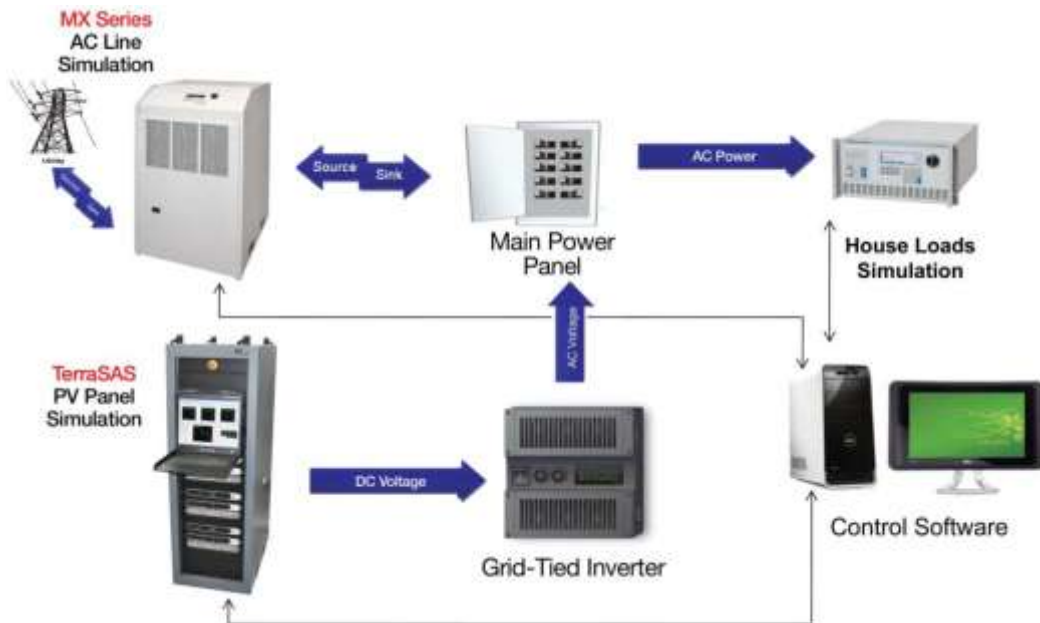 MX Series
AC Line
Simulation
Utility
Source
Sink
AC Power
Main Power
Panel
House Loads
Simulation
AC Voltage
TerraSAS
PV Panel
Simulation
DC Voltage
Grid-Tied Inverter
Control Software